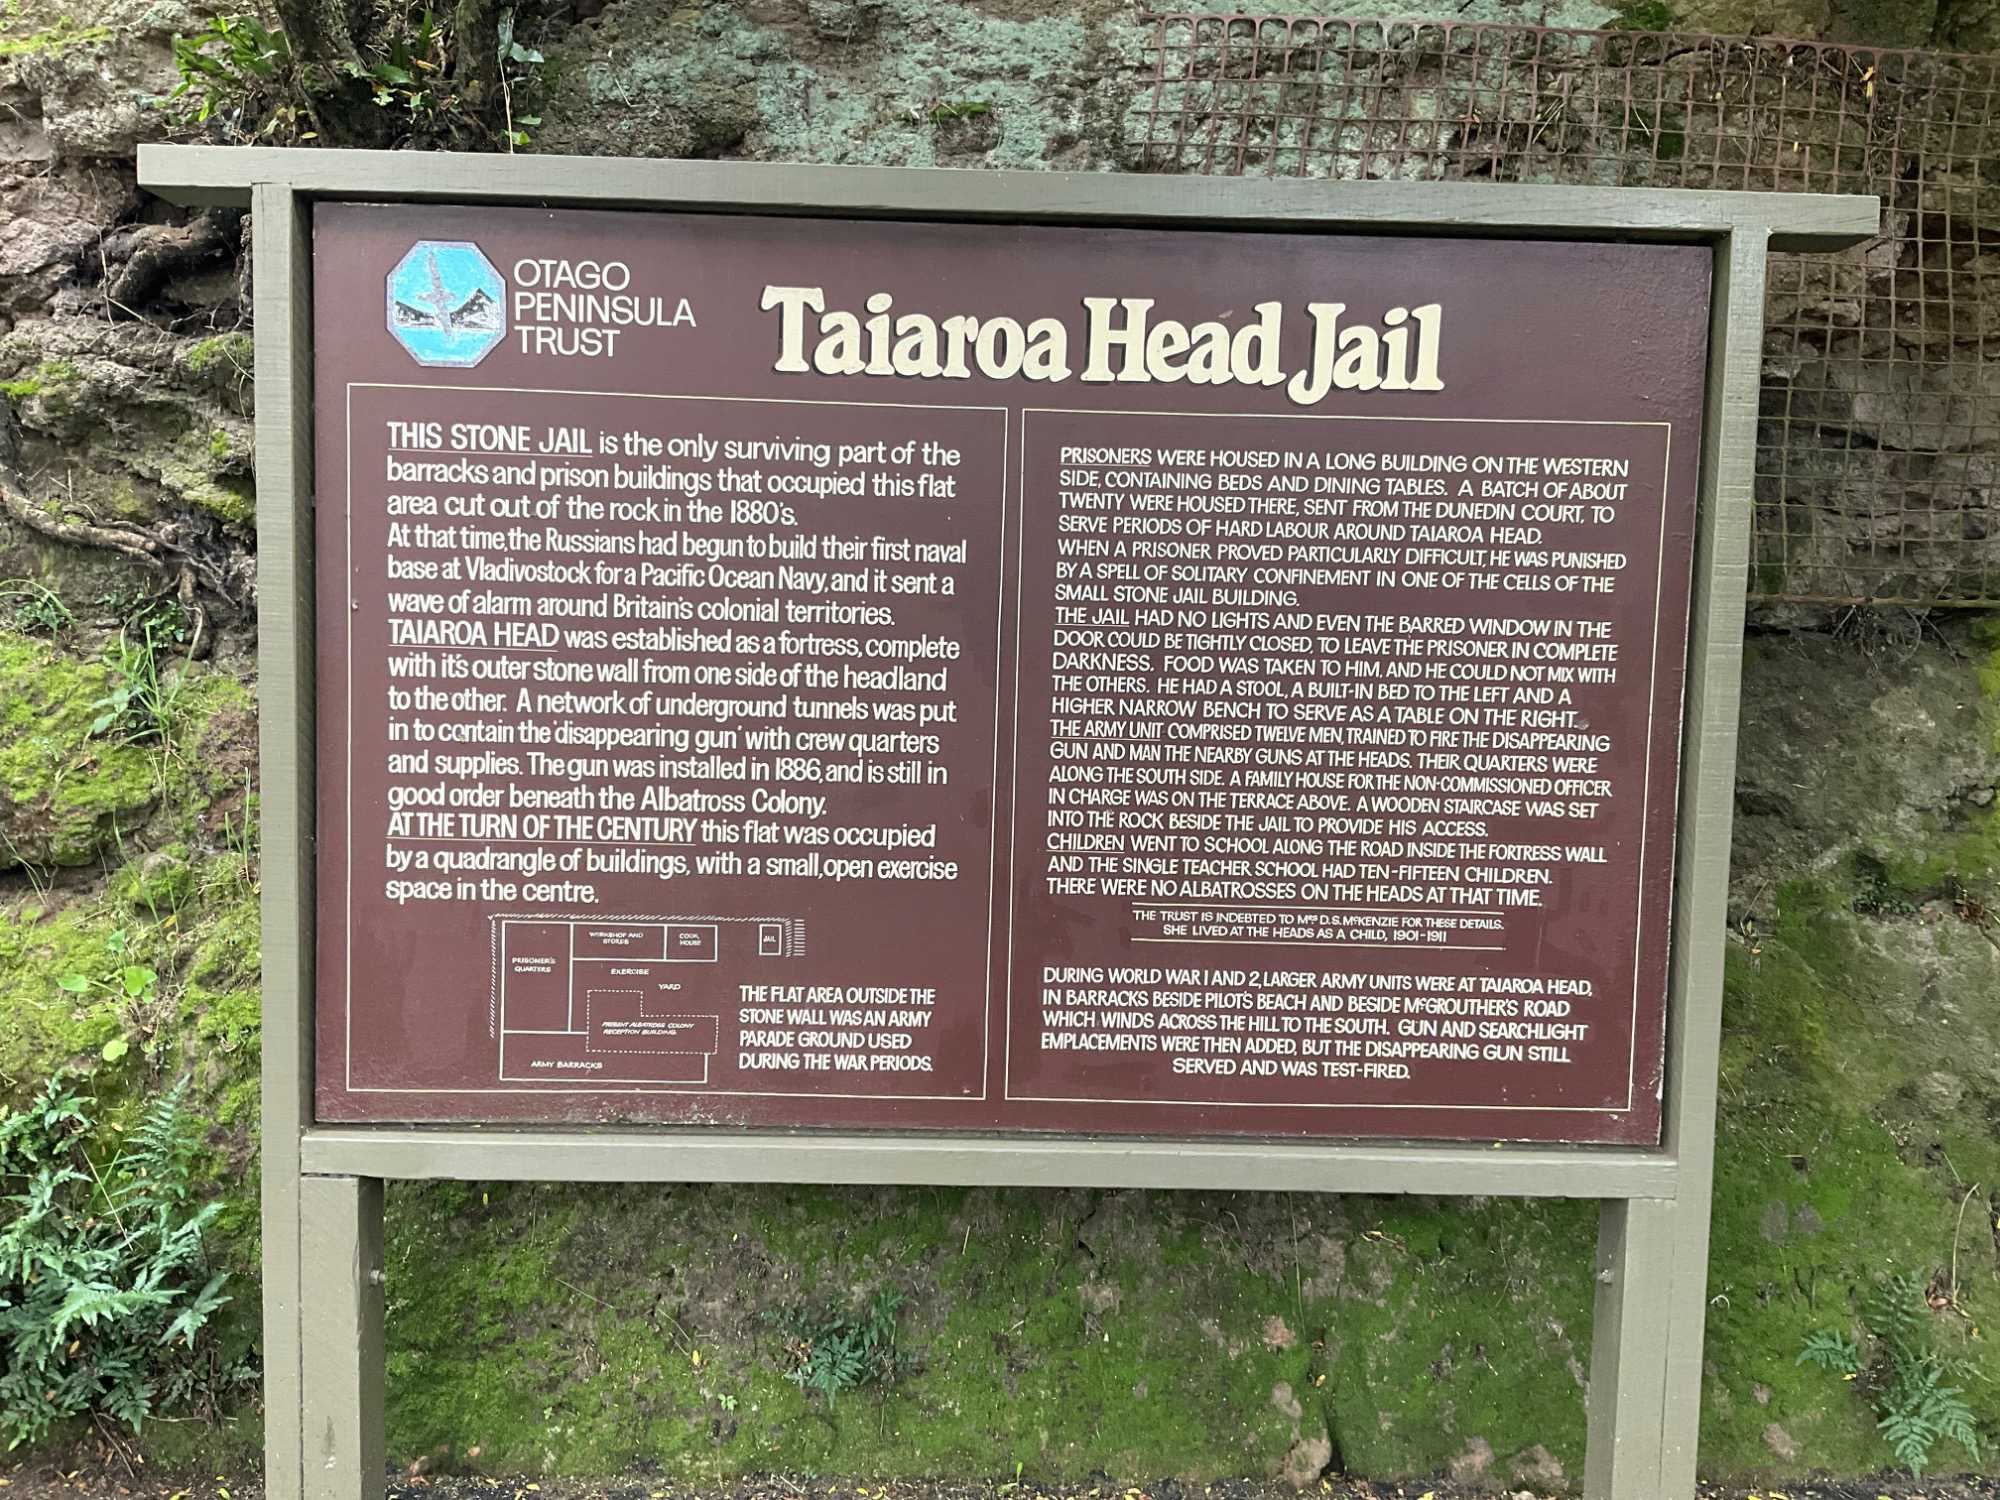 OTAGO
PENINSULA
TRUST
Taiaroa Head Jail
THIS STONE JAIL is the only surviving part of the
barracks and prison buildings that occupied this flat
area cut out of the rock in the 1880's.
At that time, the Russians had begun to build their first naval
base at Vladivostock for a Pacific Ocean Navy, and it sent a
wave of alarm around Britain's colonial territories.
TAIAROA HEAD was established as a fortress, complete
with it's outer stone wall from one side of the headland
to the other. A network of underground tunnels was put
in to contain the 'disappearing gun' with crew quarters
and supplies. The gun was installed in 1886, and is still in
good order beneath the Albatross Colony.
AT THE TURN OF THE CENTURY this flat was occupied
by a quadrangle of buildings, with a small, open exercise
space in the centre.
PRISONER'S
QUARTERS
WORKSHOP AND
STORES
COOK
HOUSE
JAIL
EXERCISE
YARD
PRESENT ALBATROSS COLONY
RECEPTION BUILDING
ARMY BARRACKS
THE FLAT AREA OUTSIDE THE
STONE WALL WAS AN ARMY
PARADE GROUND USED
DURING THE WAR PERIODS.
PRISONERS WERE HOUSED IN A LONG BUILDING ON THE WESTERN
SIDE, CONTAINING BEDS AND DINING TABLES. A BATCH OF ABOUT
TWENTY WERE HOUSED THERE, SENT FROM THE DUNEDIN COURT, TO
SERVE PERIODS OF HARD LABOUR AROUND TAIAROA HEAD.
WHEN A PRISONER PROVED PARTICULARLY DIFFICULT, HE WAS PUNISHED
BY A SPELL OF SOLITARY CONFINEMENT IN ONE OF THE CELLS OF THE
SMALL STONE JAIL BUILDING.
THE JAIL HAD NO LIGHTS AND EVEN THE BARRED WINDOW IN THE
DOOR COULD BE TIGHTLY CLOSED, TO LEAVE THE PRISONER IN COMPLETE
DARKNESS. FOOD WAS TAKEN TO HIM, AND HE COULD NOT MIX WITH
THE OTHERS. HE HAD A STOOL, A BUILT-IN BED TO THE LEFT AND A
HIGHER NARROW BENCH TO SERVE AS A TABLE ON THE RIGHT.
THE ARMY UNIT COMPRISED TWELVE MEN, TRAINED TO FIRE THE DISAPPEARING
GUN AND MAN THE NEARBY GUNS AT THE HEADS. THEIR QUARTERS WERE
ALONG THE SOUTH SIDE. A FAMILY HOUSE FOR THE NON-COMMISSIONED OFFICER
IN CHARGE WAS ON THE TERRACE ABOVE. A WOODEN STAIRCASE WAS SET
INTO THE ROCK BESIDE THE JAIL TO PROVIDE HIS ACCESS.
CHILDREN WENT TO SCHOOL ALONG THE ROAD INSIDE THE FORTRESS WALL
AND THE SINGLE TEACHER SCHOOL HAD TEN-FIFTEEN CHILDREN.
THERE WERE NO ALBATROSSES ON THE HEADS AT THAT TIME.
THE TRUST IS INDEBTED TO Mrs D.S. McKENZIE FOR THESE DETAILS.
SHE LIVED AT THE HEADS AS A CHILD, 1901-1911
DURING WORLD WAR 1 AND 2, LARGER ARMY UNITS WERE AT TAIAROA HEAD,
IN BARRACKS BESIDE PILOT'S BEACH AND BESIDE McGROUTHER'S ROAD
WHICH WINDS ACROSS THE HILL TO THE SOUTH. GUN AND SEARCHLIGHT
EMPLACEMENTS WERE THEN ADDED, BUT THE DISAPPEARING GUN STILL
SERVED AND WAS TEST-FIRED.